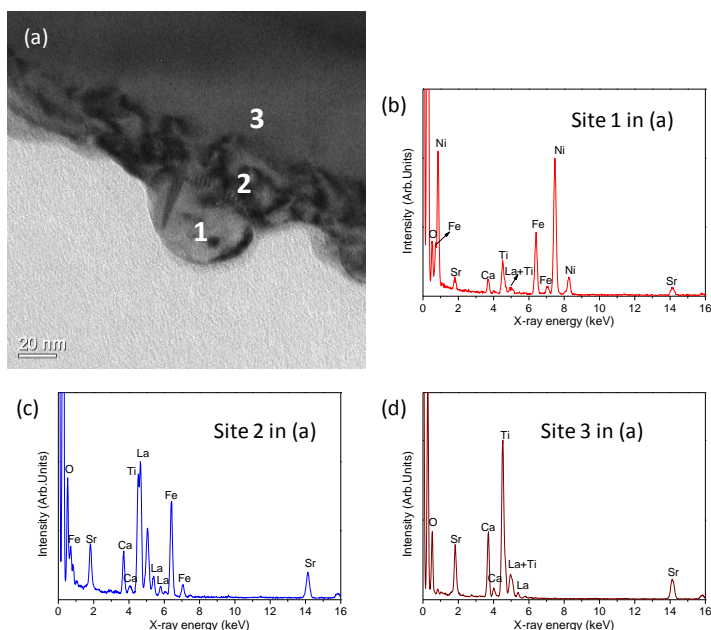 (a)
3
2
1
20 nm
(b)
Site 1 in (a)
Intensity (Arb.Units)
Ni
Ni
O
Fe
Sr
Ca
Ti
La+Ti
Fe
Fe
Ni
Sr
0 2 4 6 8 10 12 14 16
X-ray energy (keV)
(c)
Site 2 in (a)
Intensity (Arb.Units)
O
Fe
Sr
Ca
Ca
Ti
La
La
La
Fe
Fe
Sr
0 2 4 6 8 10 12 14 16
X-ray energy (keV)
(d)
Site 3 in (a)
Intensity (Arb.Units)
O
Sr
Ca
Ca
Ti
La+Ti
La
Sr
0 2 4 6 8 10 12 14 16
X-ray energy (keV)